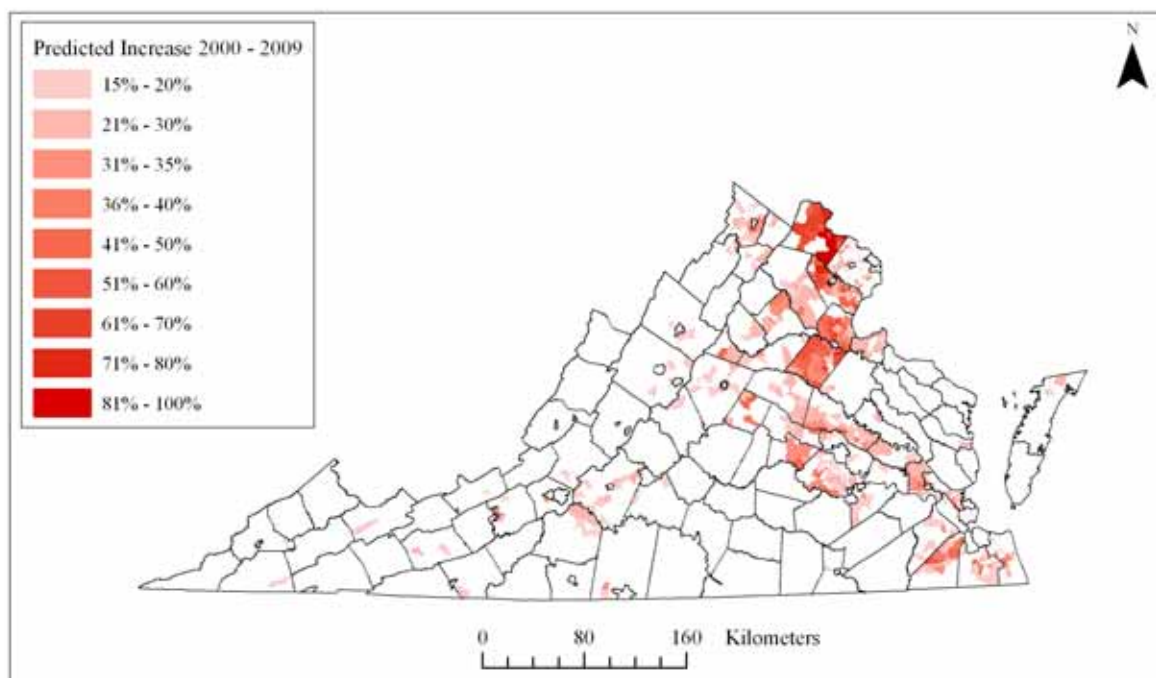 Predicted Increase 2000 - 2009
15% - 20%
21% - 30%
31% - 35%
36% - 40%
41% - 50%
51% - 60%
61% - 70%
71% - 80%
81% - 100%
N
0 80 160 Kilometers